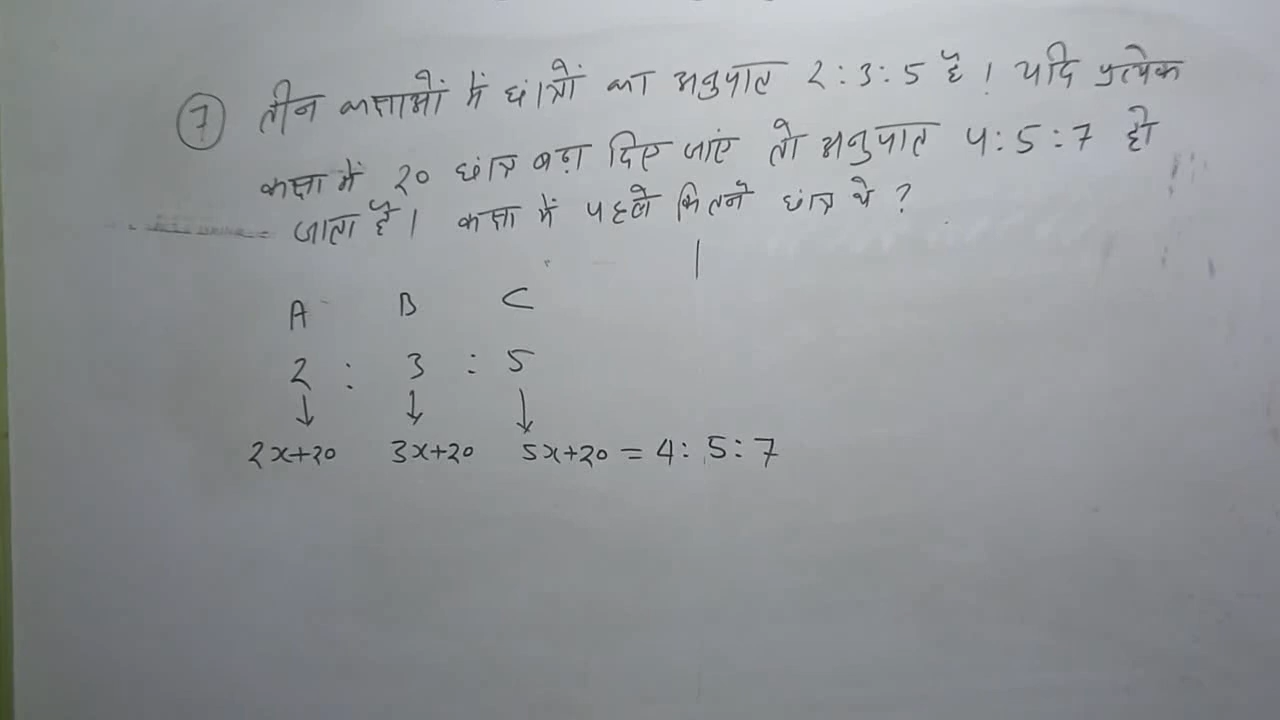 7 तीन कक्षाओं में छात्रों का अनुपात 2:3:5 है। यदि प्रत्येक
कक्षा में 20 छात्र बढ़ा दिए जाएं तो अनुपात 4:5:7 हो
जाता है। कक्षा में पहले कितने छात्र थे?
A B C
2 : 3 : 5
↓ ↓ ↓
2x+20 3x+20 5x+20 = 4:5:7